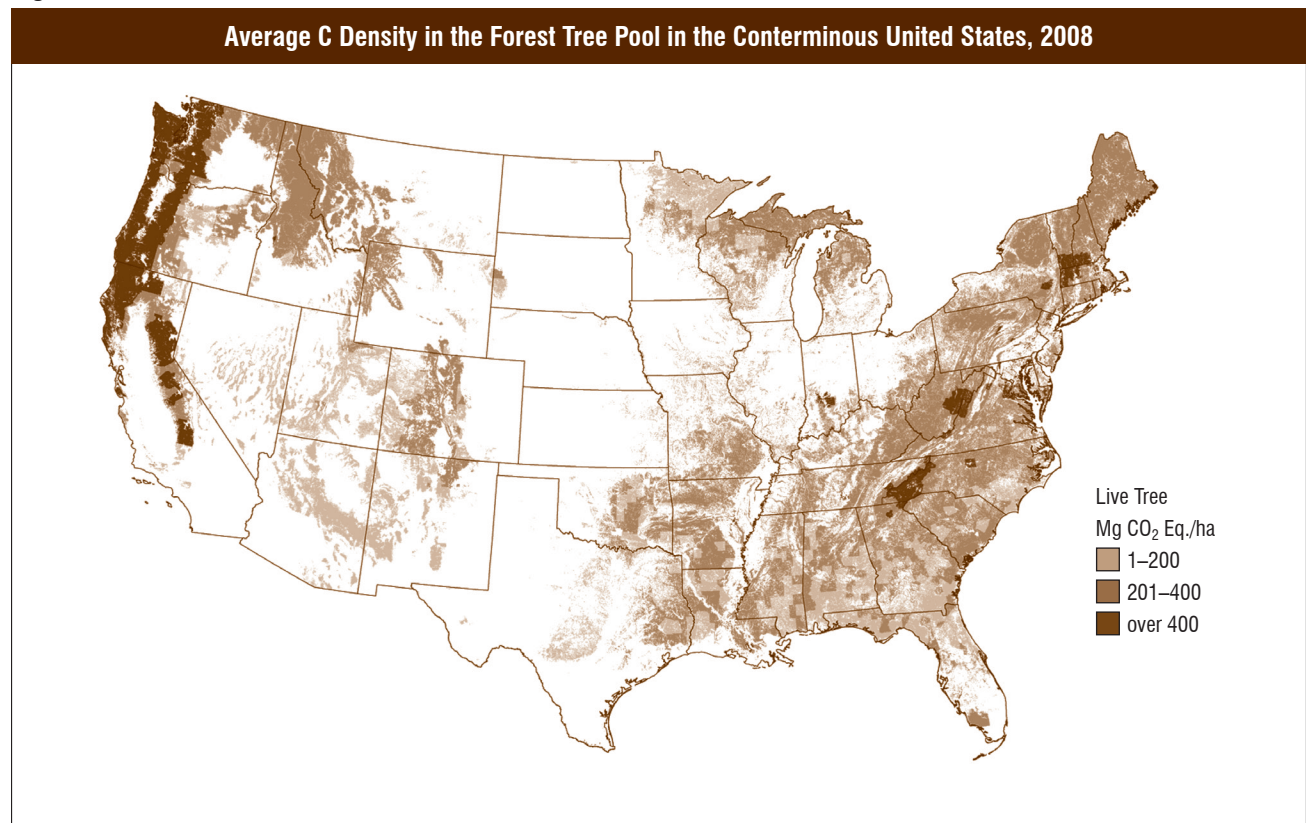 Average C Density in the Forest Tree Pool in the Conterminous United States, 2008
Live Tree
Mg CO₂ Eq./ha
1–200
201–400
over 400